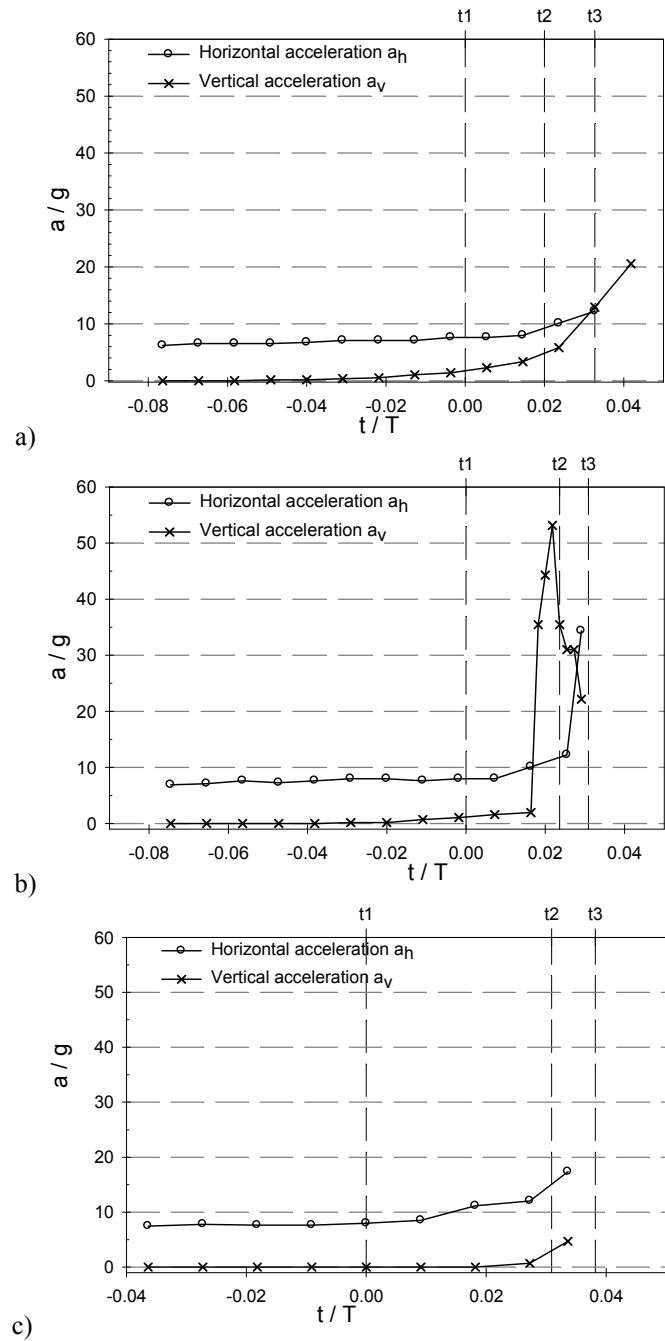 t1 t2 t3
60
Horizontal acceleration a_h
Vertical acceleration a_v
50
40
a / g
30
20
10
0
-0.08 -0.06 -0.04 -0.02 0.00 0.02 0.04
t / T
a)
t1 t2 t3
60
Horizontal acceleration a_h
Vertical acceleration a_v
50
40
a / g
30
20
10
0
-0.08 -0.06 -0.04 -0.02 0.00 0.02 0.04
t / T
b)
t1 t2 t3
60
Horizontal acceleration a_h
Vertical acceleration a_v
50
40
a / g
30
20
10
0
-0.04 -0.02 0.00 0.02 0.04
t / T
c)